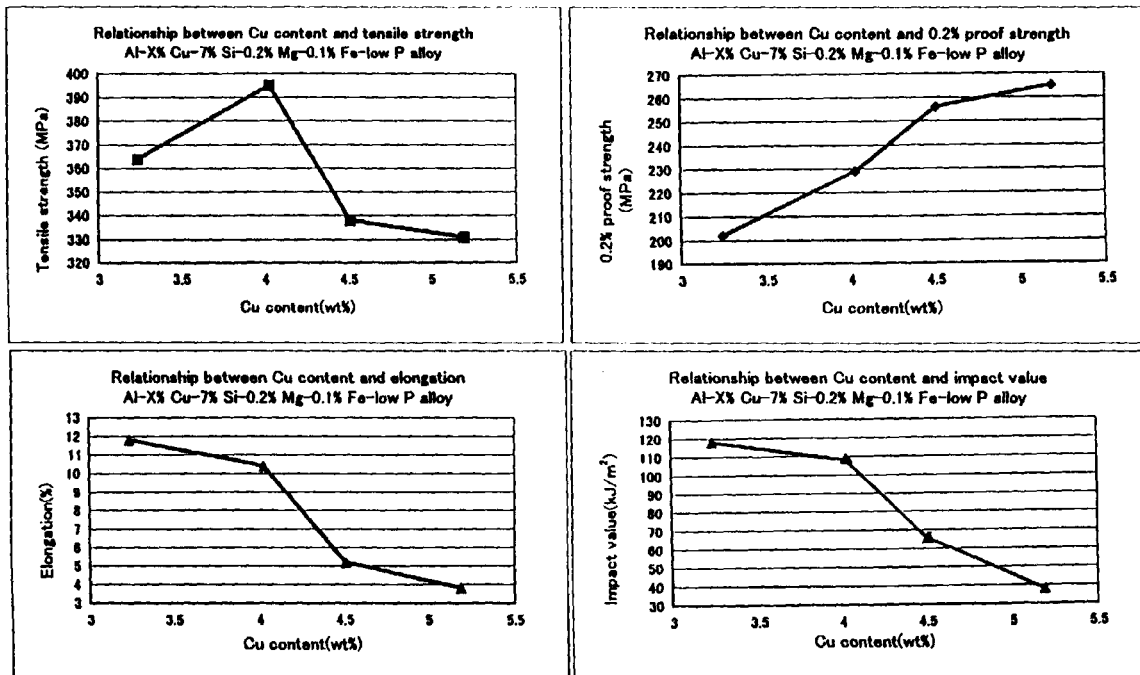 Relationship between Cu content and tensile strength
Al-X% Cu-7% Si-0.2% Mg-0.1% Fe-low P alloy
400
390
380
370
360
350
340
330
320
Tensile strength (MPa)
3 3.5 4 4.5 5 5.5
Cu content(wt%)
Relationship between Cu content and 0.2% proof strength
Al-X% Cu-7% Si-0.2% Mg-0.1% Fe-low P alloy
270
260
250
240
230
220
210
200
190
0.2% proof strength
(MPa)
3 3.5 4 4.5 5 5.5
Cu content(wt%)
Relationship between Cu content and elongation
Al-X% Cu-7% Si-0.2% Mg-0.1% Fe-low P alloy
13
12
11
10
9
8
7
6
5
4
3
Elongation(%)
3 3.5 4 4.5 5 5.5
Cu content(wt%)
Relationship between Cu content and impact value
Al-X% Cu-7% Si-0.2% Mg-0.1% Fe-low P alloy
130
120
110
100
90
80
70
60
50
40
30
Impact value(kJ/m²)
3 3.5 4 4.5 5 5.5
Cu content(wt%)